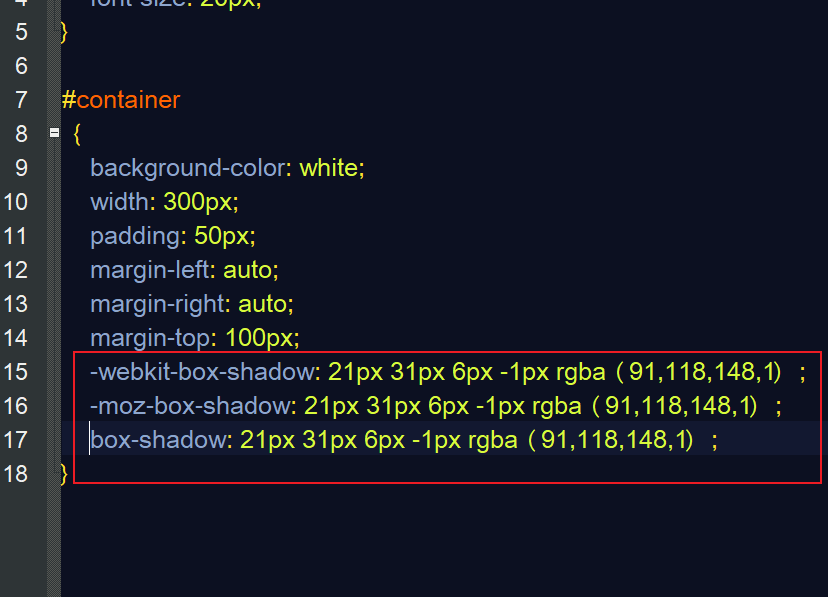 4 font-size: 20px;
5 }
6
7 #container
8 {
9 background-color: white;
10 width: 300px;
11 padding: 50px;
12 margin-left: auto;
13 margin-right: auto;
14 margin-top: 100px;
15 -webkit-box-shadow: 21px 31px 6px -1px rgba（91,118,148,1）;
16 -moz-box-shadow: 21px 31px 6px -1px rgba（91,118,148,1）;
17 box-shadow: 21px 31px 6px -1px rgba（91,118,148,1）;
18 }